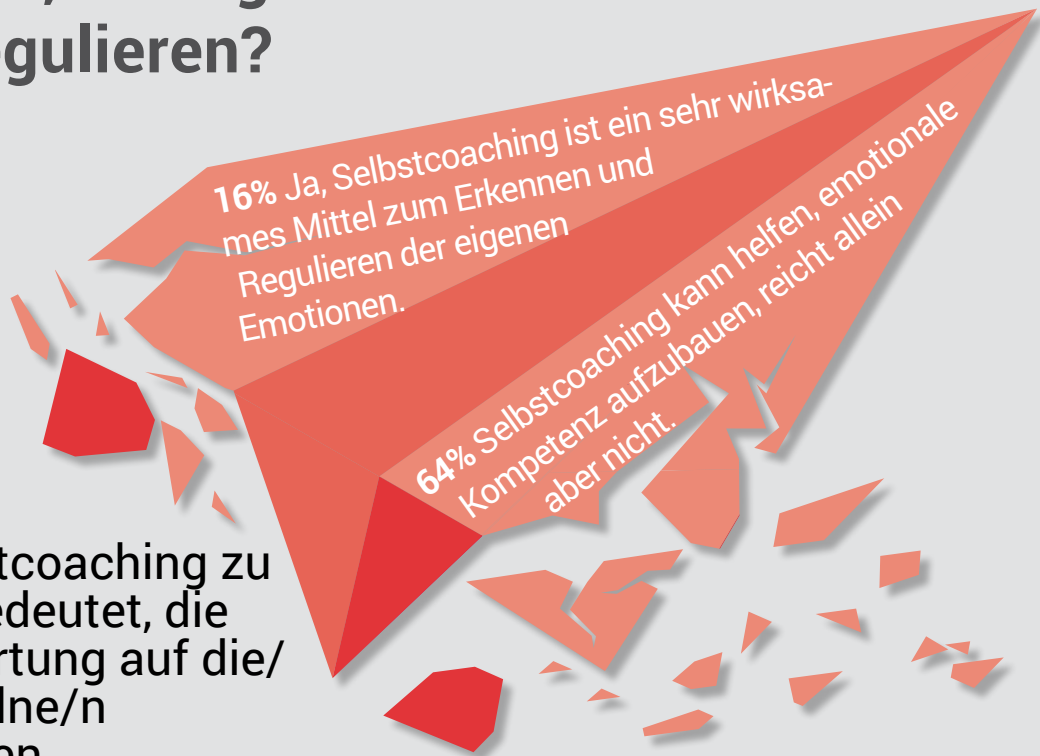 gulieren?
16% Ja, Selbstcoaching ist ein sehr wirksa-
mes Mittel zum Erkennen und
Regulieren der eigenen
Emotionen.
64% Selbstcoaching kann helfen, emotionale
Kompetenz aufzubauen, reicht allein
aber nicht.
tcoaching zu
edeutet, die
rtung auf die/
lne/n
en